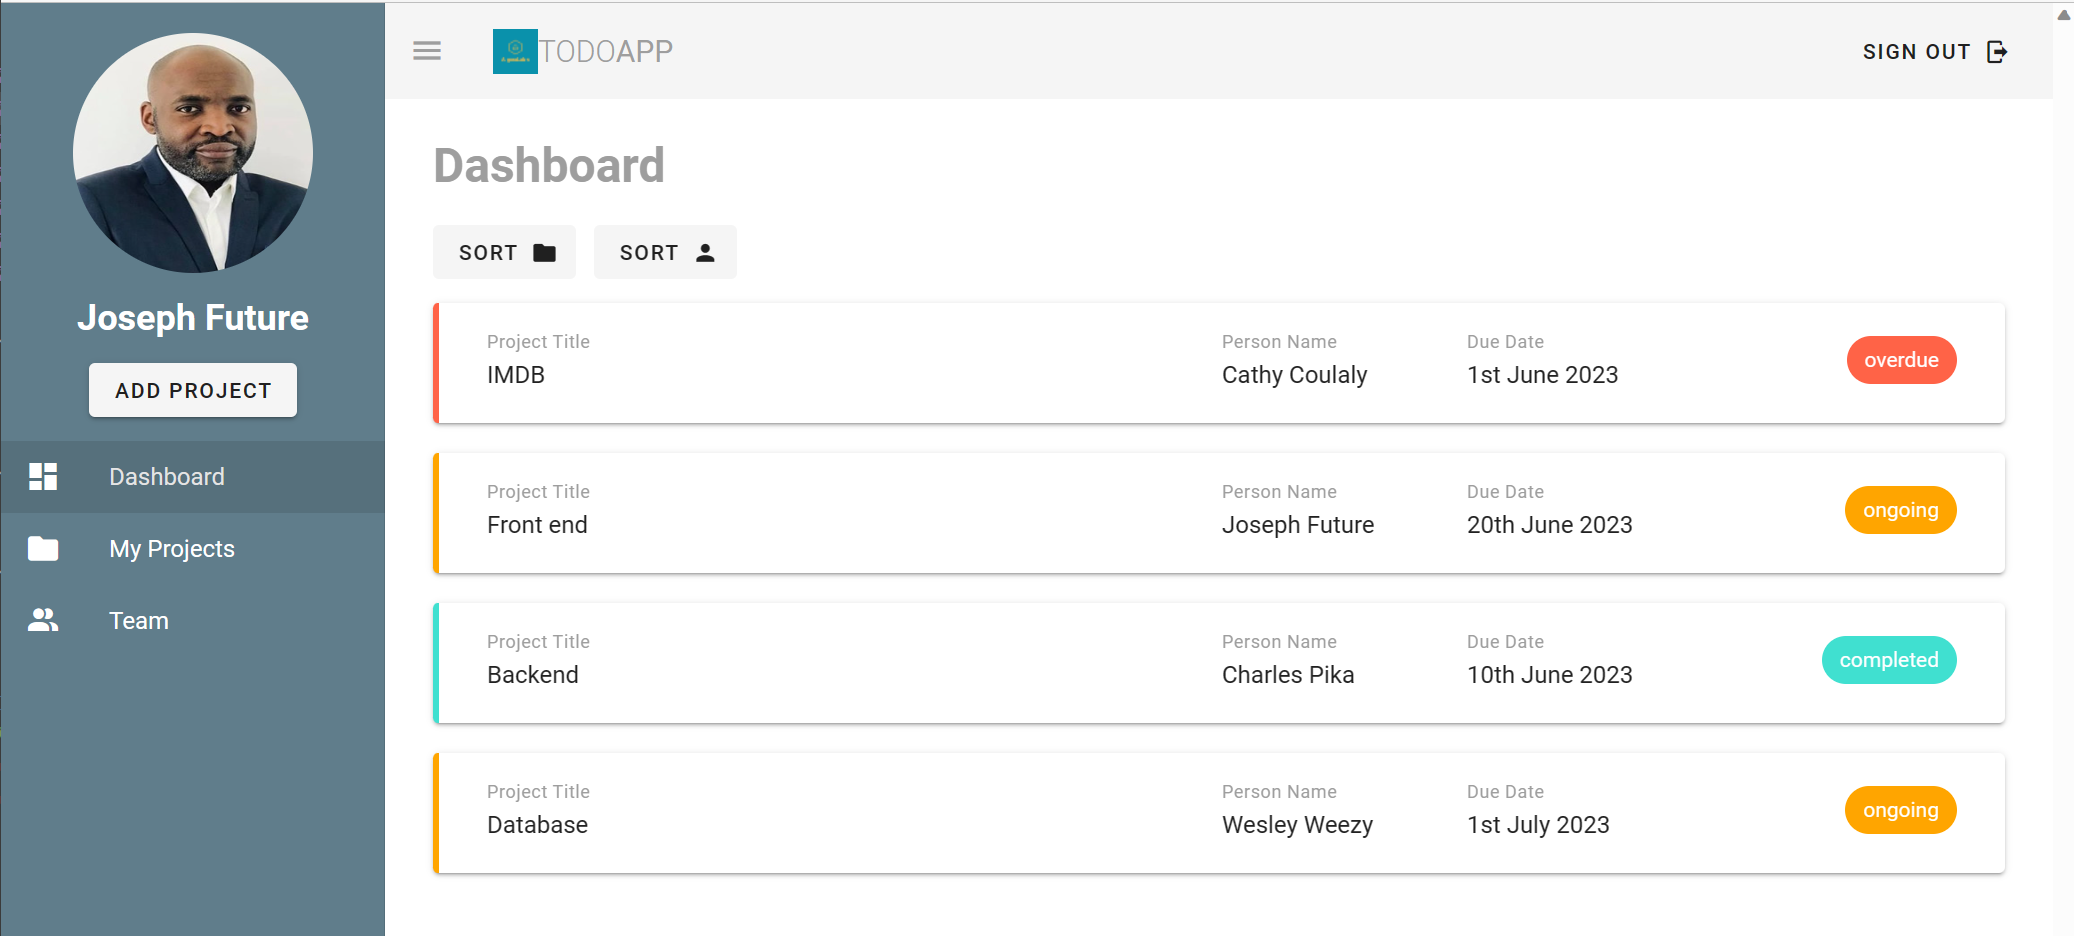 TODOAPP
SIGN OUT
Joseph Future
ADD PROJECT
Dashboard
My Projects
Team
Dashboard
SORT
SORT
Project Title
Person Name
Due Date
IMDB
Cathy Coulaly
1st June 2023
overdue
Project Title
Person Name
Due Date
Front end
Joseph Future
20th June 2023
ongoing
Project Title
Person Name
Due Date
Backend
Charles Pika
10th June 2023
completed
Project Title
Person Name
Due Date
Database
Wesley Weezy
1st July 2023
ongoing